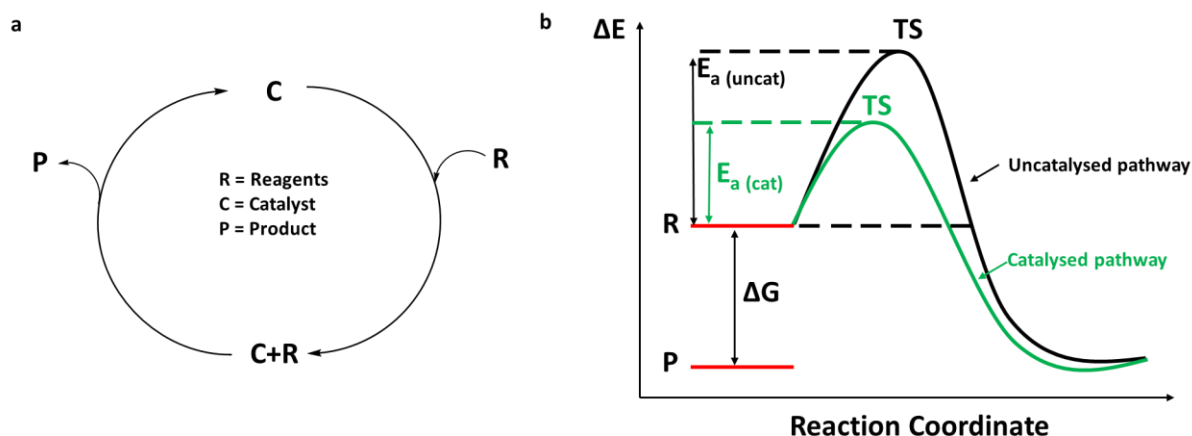 a
C
P
R
R = Reagents
C = Catalyst
P = Product
C+R
b
ΔE
TS
Ea (uncat)
TS
Ea (cat)
Uncatalysed pathway
R
Catalysed pathway
ΔG
P
Reaction Coordinate